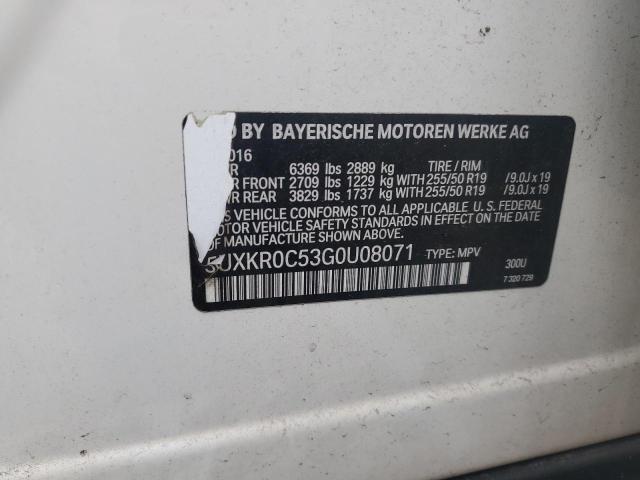 D BY BAYERISCHE MOTOREN WERKE AG
016
R 6369 lbs 2889 kg TIRE / RIM
R FRONT 2709 lbs 1229 kg WITH 255/50 R19 /9.0J x 19
WR REAR 3829 lbs 1737 kg WITH 255/50 R19 /9.0J x 19
S VEHICLE CONFORMS TO ALL APPLICABLE U. S. FEDERAL
MOTOR VEHICLE SAFETY STANDARDS IN EFFECT ON THE DATE OF
MANUFACTURE SHOWN ABOVE.
5UXKR0C53G0U08071 TYPE: MPV 300U
7 320 729